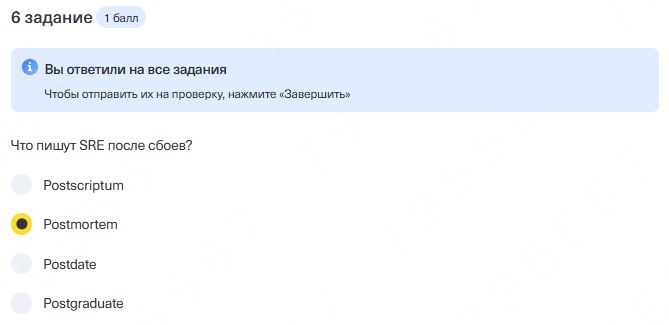 6 задание 1 балл
Вы ответили на все задания
Чтобы отправить их на проверку, нажмите «Завершить»
Что пишут SRE после сбоев?
Postscriptum
Postmortem
Postdate
Postgraduate